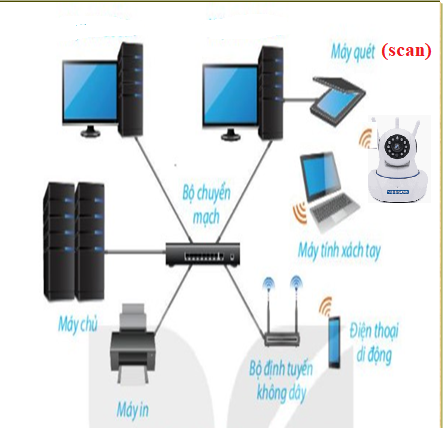 Máy quét (scan)
Bộ chuyển
mạch
Máy tính xách tay
Máy chủ
Điện thoại
di động
Bộ định tuyến
không dây
Máy in